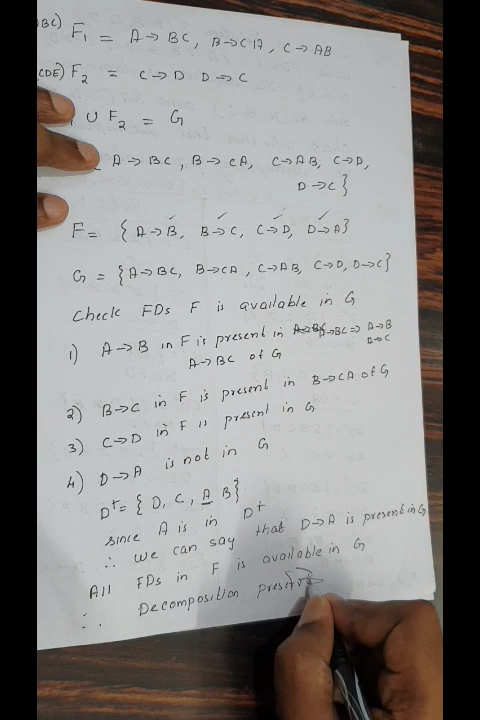 BC) F1 = A→BC, B→CA, C→AB
(CDE) F2 = C→D D→C
∪ F2 = G
A→BC, B→CA, C→AB, C→D,
D→C}
F = {A→B, B→C, C→D, D→A}
G = {A→BC, B→CA, C→AB, C→D, D→C}
Check FDs F is available in G
1) A→B in F is present in A→BC ⇒ A→B
A→C
A→BC of G
2) B→C in F is present in B→CA of G
3) C→D in F is present in G
4) D→A is not in G
D+ = {D, C, A B}
since A is in D+
∴ we can say that D→A is present in G
All FDs in F is available in G
∴ Decomposition